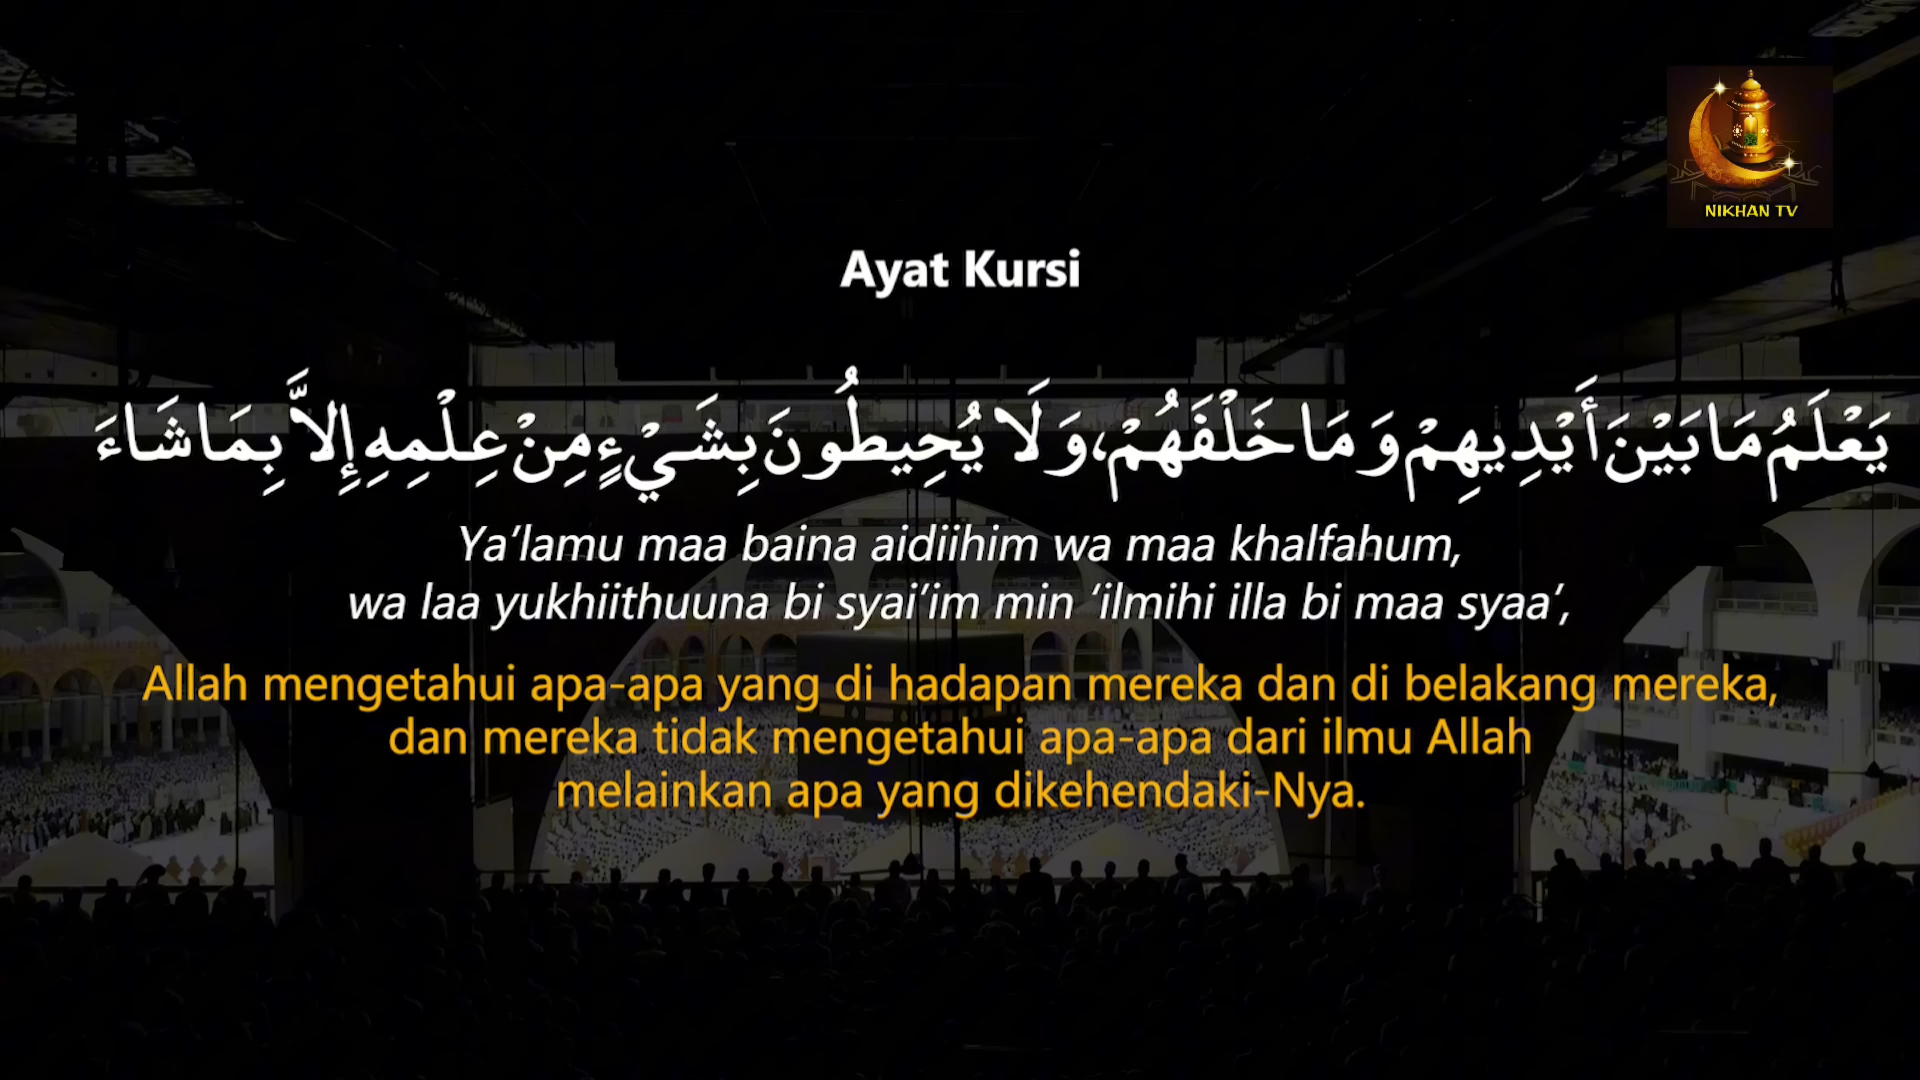 NIKHAN TV
Ayat Kursi
يَعْلَمُ مَا بَيْنَ أَيْدِيهِمْ وَمَا خَلْفَهُمْ، وَلَا يُحِيطُونَ بِشَيْءٍ مِنْ عِلْمِهِ إِلاَّ بِمَا شَاءَ
Ya’lamu maa baina aidiihim wa maa khalfahum,
wa laa yukhiithuuna bi syai’im min ‘ilmihi illa bi maa syaa’,
Allah mengetahui apa-apa yang di hadapan mereka dan di belakang mereka,
dan mereka tidak mengetahui apa-apa dari ilmu Allah
melainkan apa yang dikehendaki-Nya.